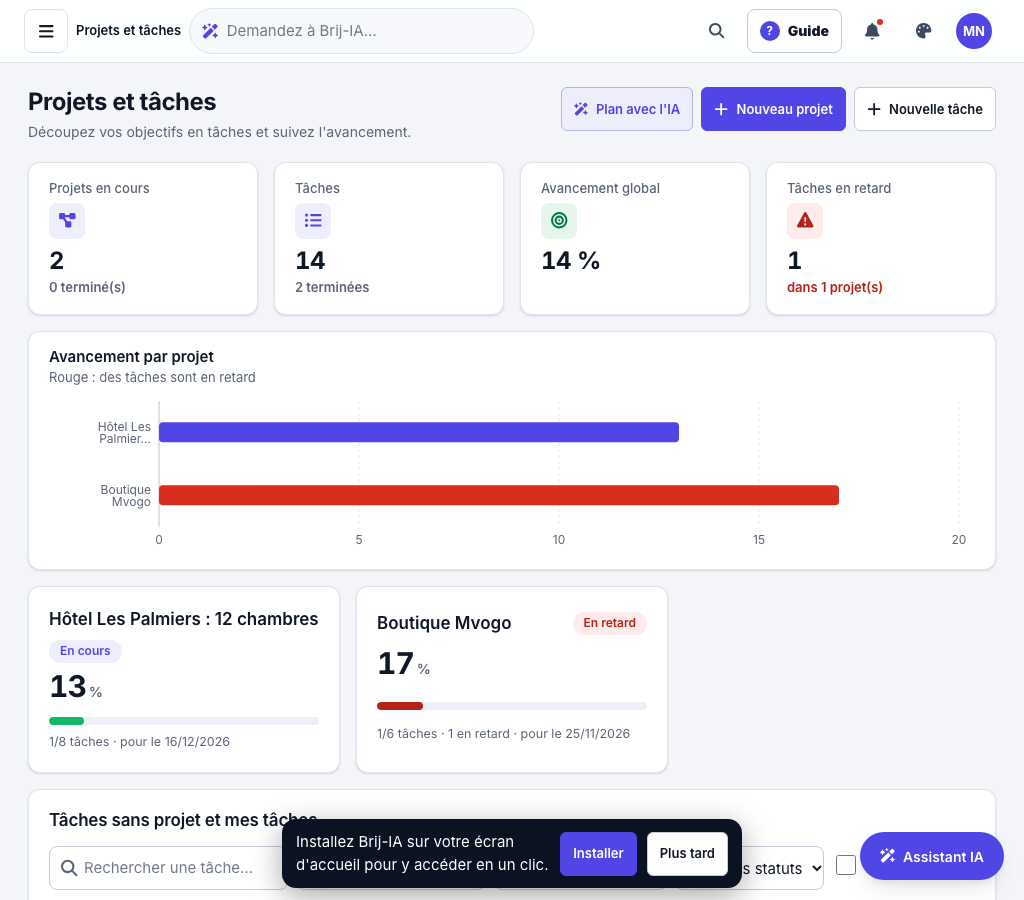 Projets et tâches
Demandez à Brij-IA...
? Guide
MN
Projets et tâches
Découpez vos objectifs en tâches et suivez l'avancement.
Plan avec l'IA
Nouveau projet
Nouvelle tâche
Projets en cours
2
0 terminé(s)
Tâches
14
2 terminées
Avancement global
14 %
Tâches en retard
1
dans 1 projet(s)
Avancement par projet
Rouge : des tâches sont en retard
Hôtel Les
Palmier...
Boutique
Mvogo
0 5 10 15 20
Hôtel Les Palmiers : 12 chambres
En cours
13 %
1/8 tâches · pour le 16/12/2026
Boutique Mvogo
En retard
17 %
1/6 tâches · 1 en retard · pour le 25/11/2026
Tâches sans projet et mes tâches
Rechercher une tâche...
s statuts
Installez Brij-IA sur votre écran
d'accueil pour y accéder en un clic.
Installer
Plus tard
Assistant IA